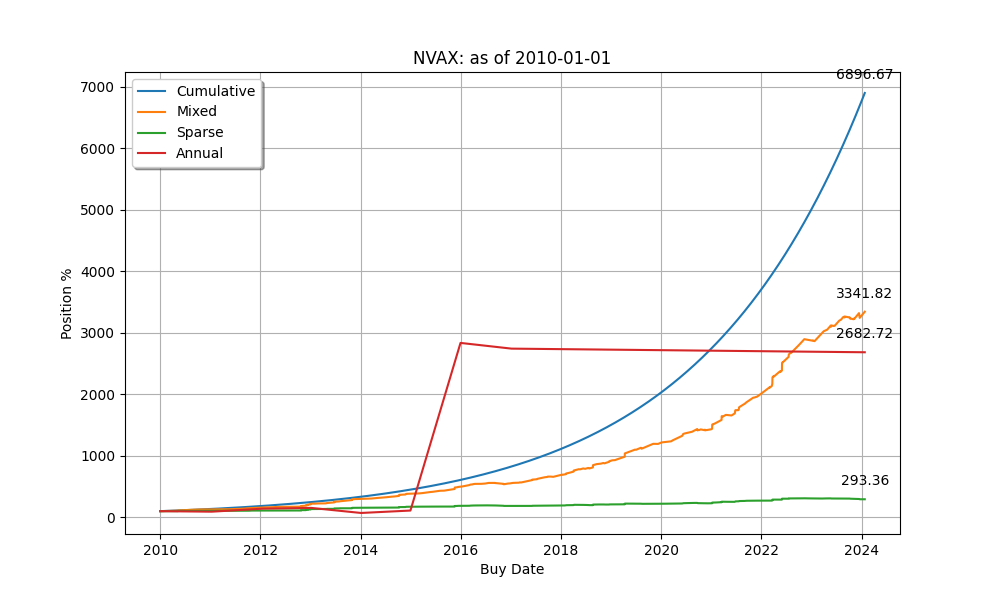 NVAX: as of 2010-01-01
6896.67
7000
Cumulative
Mixed
Sparse
Annual
6000
5000
4000
3341.82
3000
2682.72
2000
1000
293.36
0
Position %
2010
2012
2014
2016
2018
2020
2022
2024
Buy Date